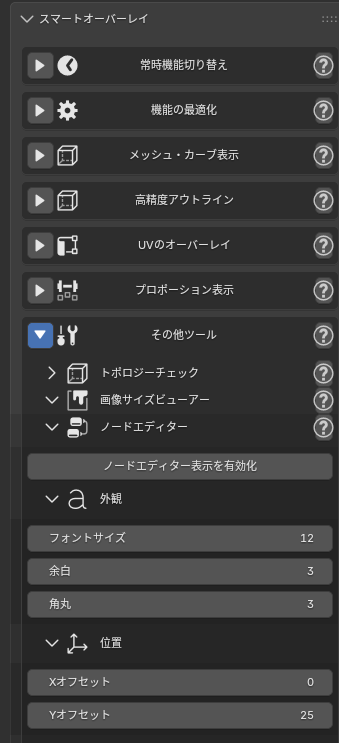 スマートオーバーレイ
常時機能切り替え
機能の最適化
メッシュ・カーブ表示
高精度アウトライン
UVのオーバーレイ
プロポーション表示
その他ツール
トポロジーチェック
画像サイズビューアー
ノードエディター
ノードエディター表示を有効化
外観
フォントサイズ 12
余白 3
角丸 3
位置
Xオフセット 0
Yオフセット 25